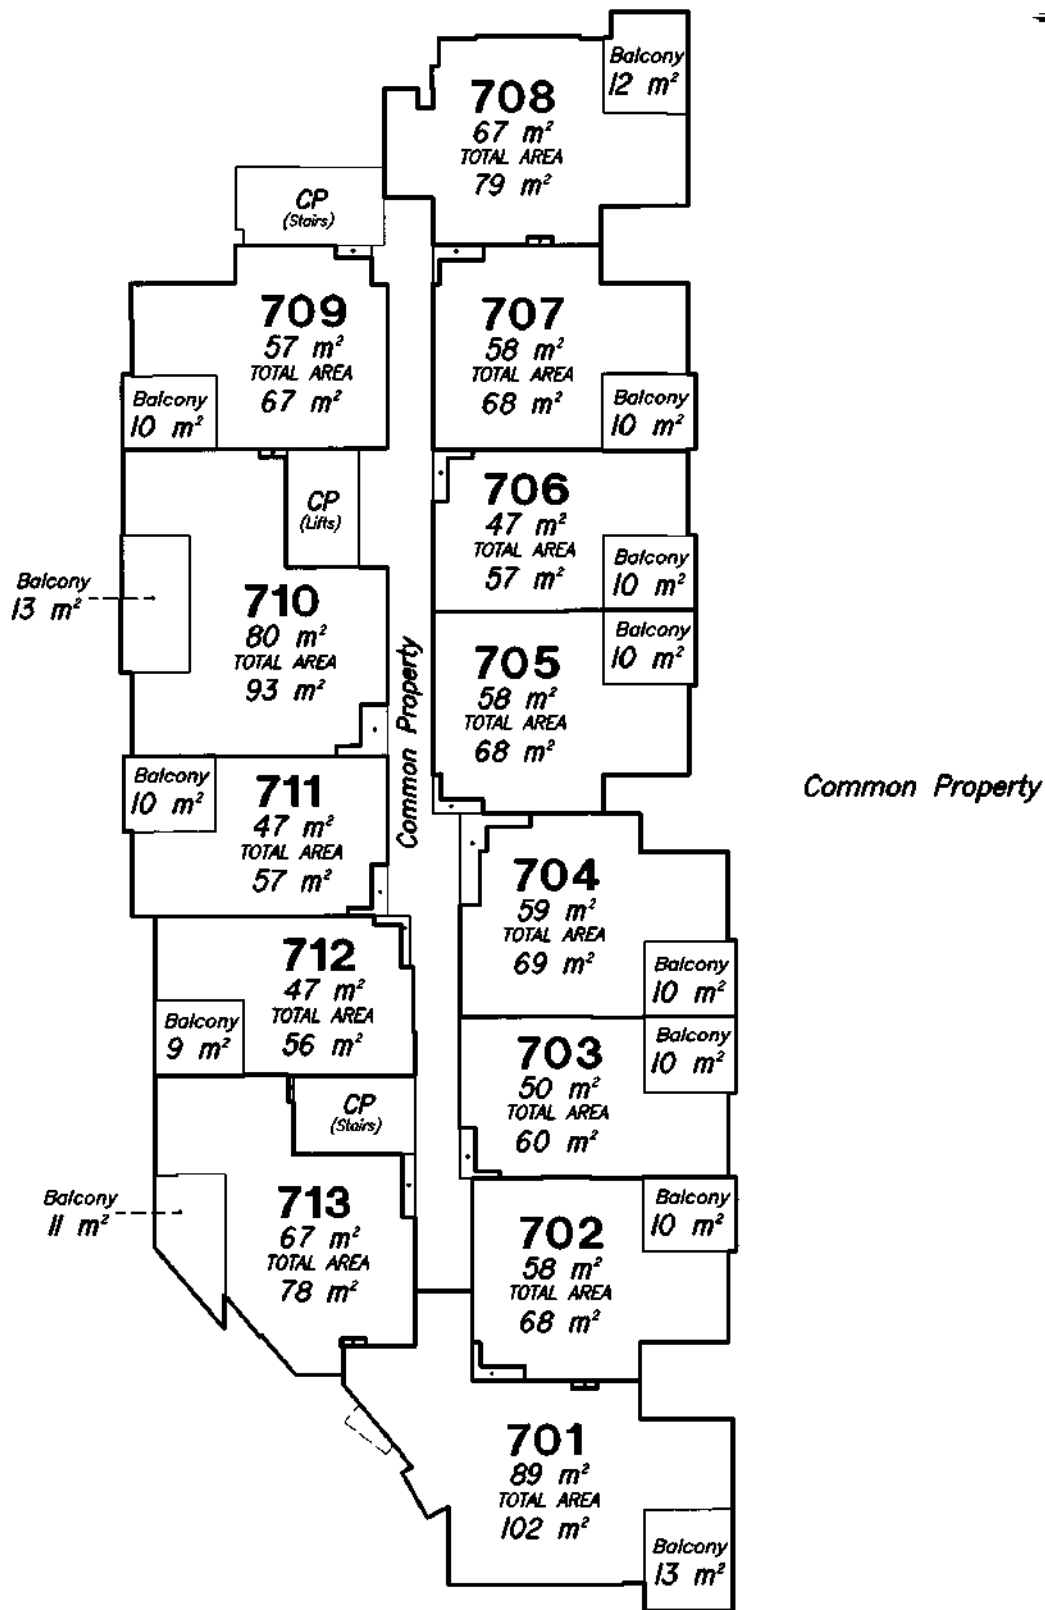 Balcony
12 m²
708
67 m²
TOTAL AREA
79 m²
CP
(Stairs)
709
57 m²
TOTAL AREA
67 m²
Balcony
10 m²
707
58 m²
TOTAL AREA
68 m²
Balcony
10 m²
CP
(Lifts)
706
47 m²
TOTAL AREA
57 m²
Balcony
10 m²
Balcony
13 m²
710
80 m²
TOTAL AREA
93 m²
Common Property
705
58 m²
TOTAL AREA
68 m²
Balcony
10 m²
Common Property
Balcony
10 m²
711
47 m²
TOTAL AREA
57 m²
704
59 m²
TOTAL AREA
69 m²
Balcony
10 m²
712
47 m²
TOTAL AREA
56 m²
Balcony
9 m²
703
50 m²
TOTAL AREA
60 m²
Balcony
10 m²
CP
(Stairs)
Balcony
11 m²
713
67 m²
TOTAL AREA
78 m²
702
58 m²
TOTAL AREA
68 m²
Balcony
10 m²
701
89 m²
TOTAL AREA
102 m²
Balcony
13 m²